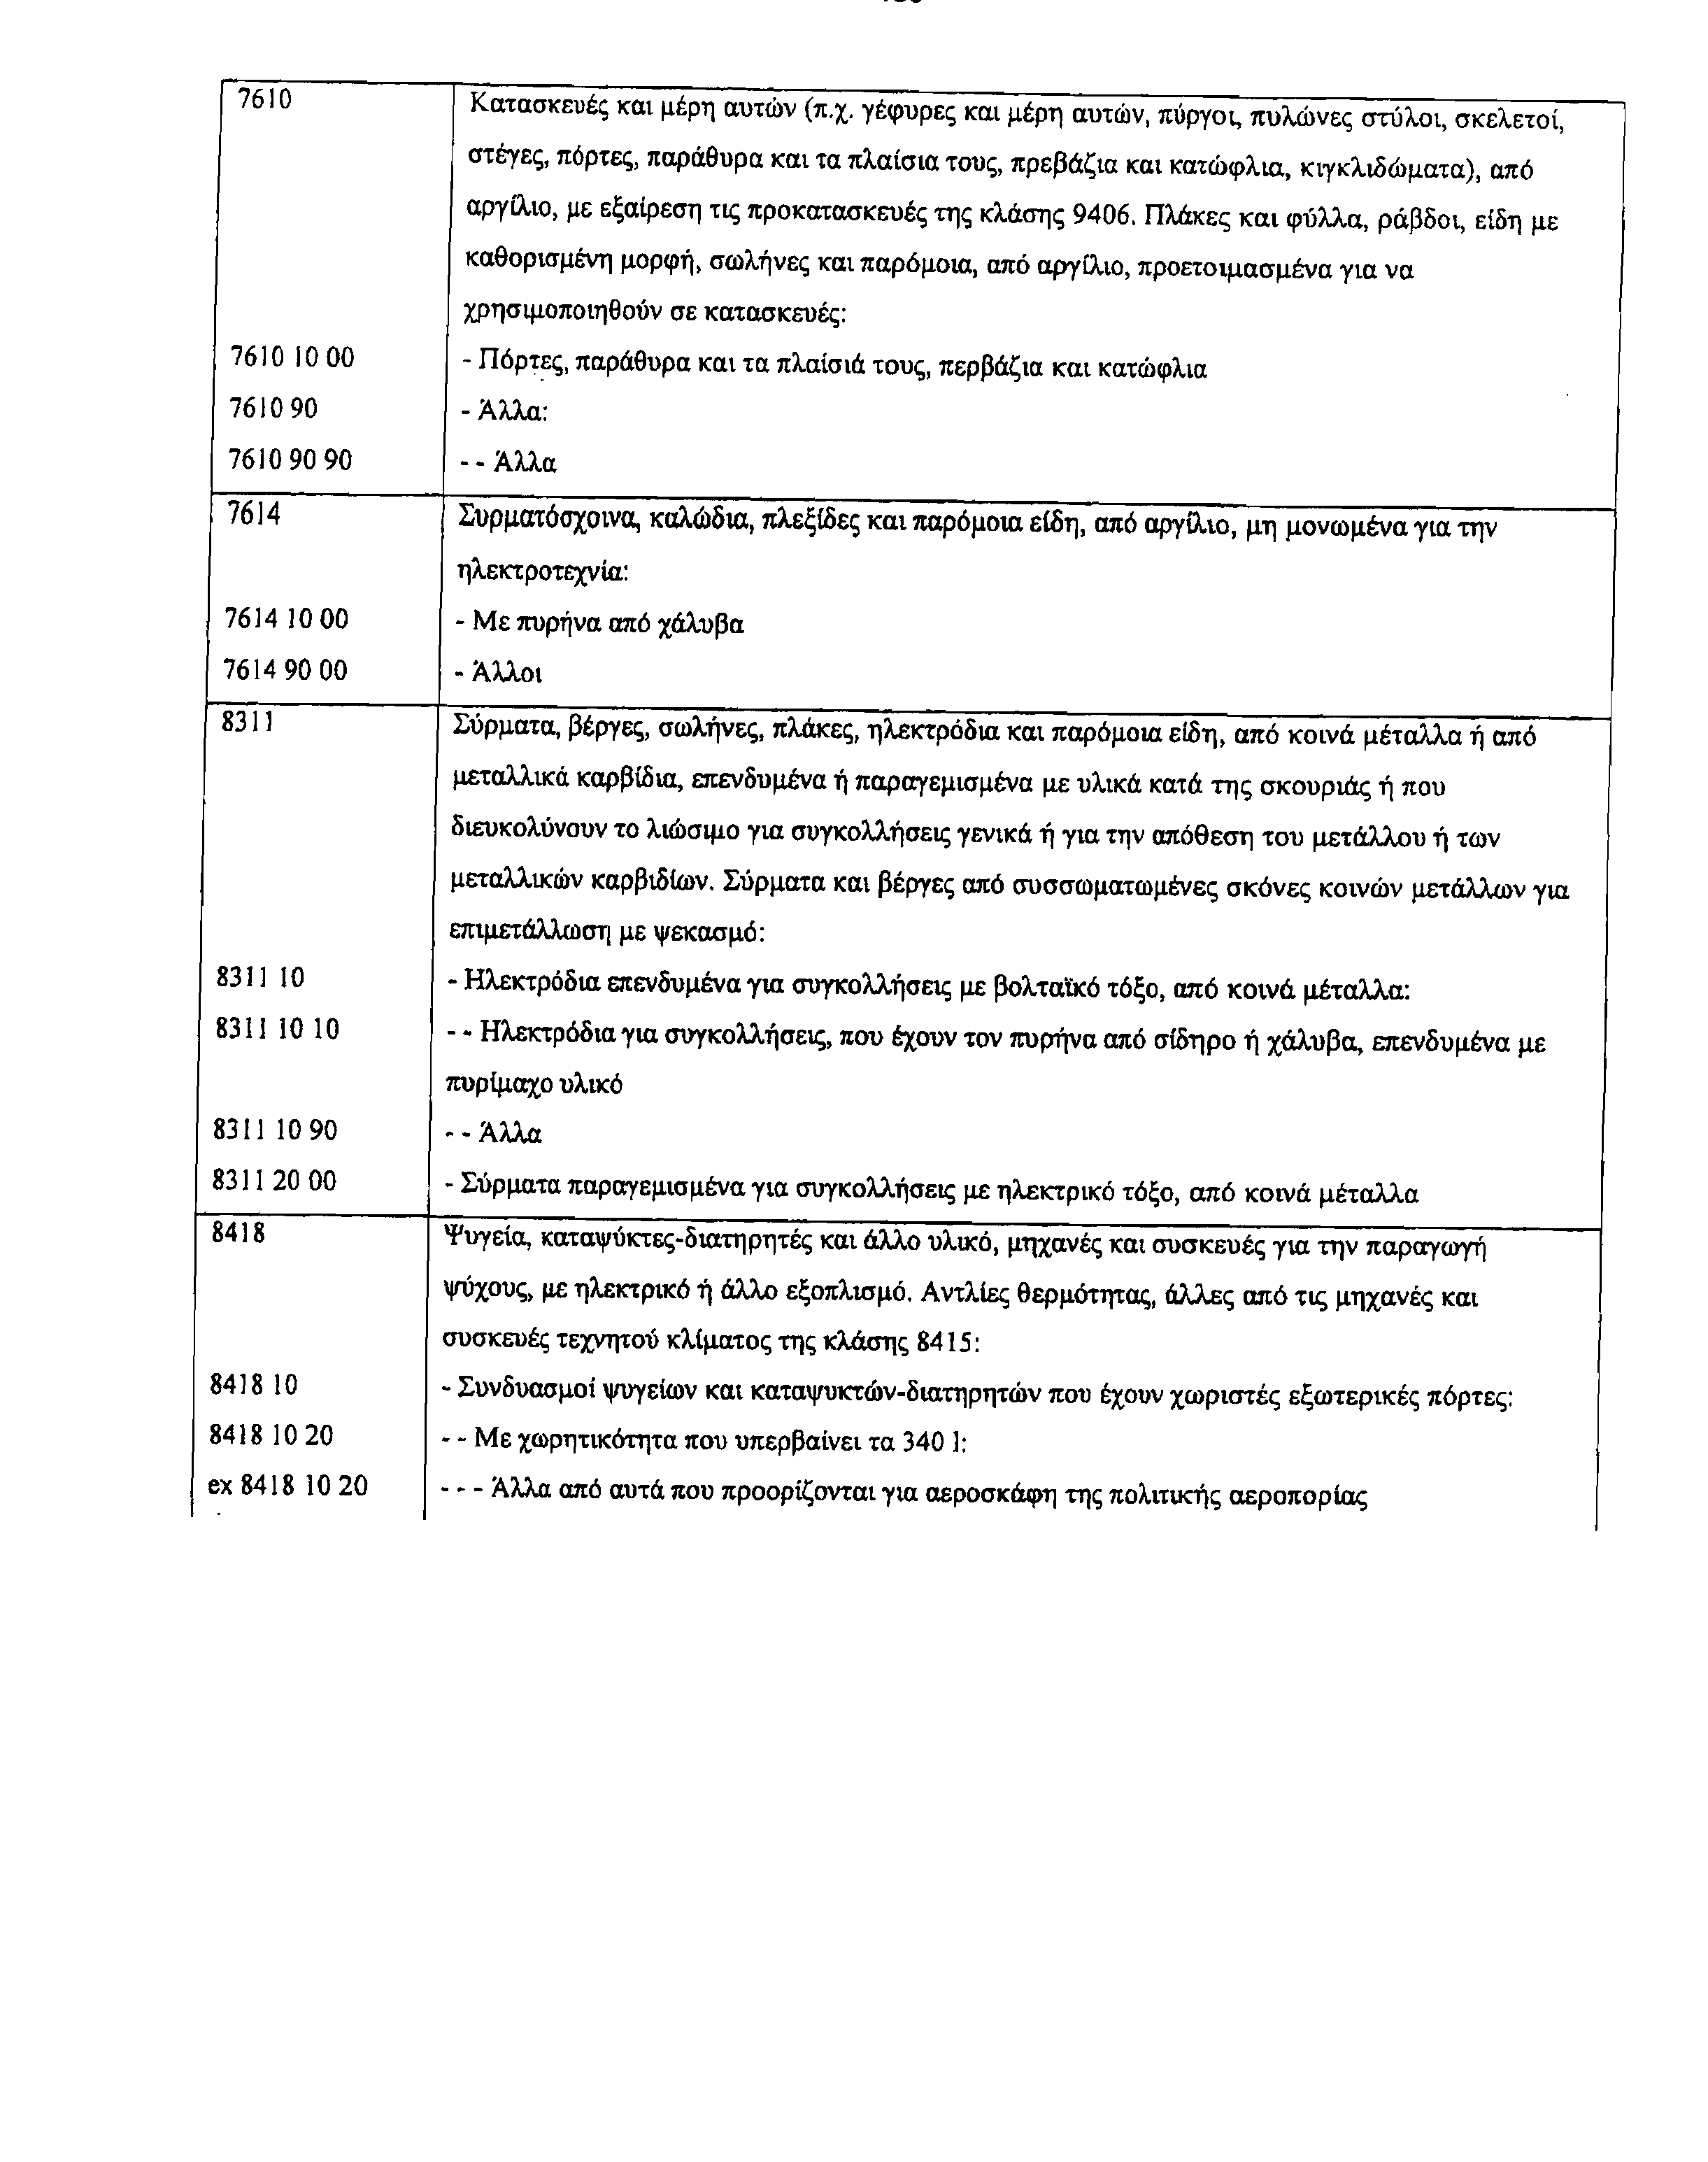 7610 Κατασκευές και μέρη αυτών (π.χ. γέφυρες και μέρη αυτών, πύργοι, πυλώνες στύλοι, σκελετοί,
στέγες, πόρτες, παράθυρα και τα πλαίσια τους, πρεβάζια και κατώφλια, κιγκλιδώματα), από
αργίλιο, με εξαίρεση τις προκατασκευές της κλάσης 9406. Πλάκες και φύλλα, ράβδοι, είδη με
καθορισμένη μορφή, σωλήνες και παρόμοια, από αργίλιο, προετοιμασμένα για να
χρησιμοποιηθούν σε κατασκευές:
7610 10 00 - Πόρτες, παράθυρα και τα πλαίσιά τους, περβάζια και κατώφλια
7610 90 - Άλλα:
7610 90 90 - - Άλλα
7614 Συρματόσχοινα, καλώδια, πλεξίδες και παρόμοια είδη, από αργίλιο, μη μονωμένα για την
ηλεκτροτεχνία:
7614 10 00 - Με πυρήνα από χάλυβα
7614 90 00 - Άλλοι
8311 Σύρματα, βέργες, σωλήνες, πλάκες, ηλεκτρόδια και παρόμοια είδη, από κοινά μέταλλα ή από
μεταλλικά καρβίδια, επενδυμένα ή παραγεμισμένα με υλικά κατά της σκουριάς ή που
διευκολύνουν το λιώσιμο για συγκολλήσεις γενικά ή για την απόθεση του μετάλλου ή των
μεταλλικών καρβιδίων. Σύρματα και βέργες από συσσωματωμένες σκόνες κοινών μετάλλων για
επιμετάλλωση με ψεκασμό:
8311 10 - Ηλεκτρόδια επενδυμένα για συγκολλήσεις με βολταϊκό τόξο, από κοινά μέταλλα:
8311 10 10 - - Ηλεκτρόδια για συγκολλήσεις, που έχουν τον πυρήνα από σίδηρο ή χάλυβα, επενδυμένα με
πυρίμαχο υλικό
8311 10 90 - - Άλλα
8311 20 00 - Σύρματα παραγεμισμένα για συγκολλήσεις με ηλεκτρικό τόξο, από κοινά μέταλλα
8418 Ψυγεία, καταψύκτες-διατηρητές και άλλο υλικό, μηχανές και συσκευές για την παραγωγή
ψύχους, με ηλεκτρικό ή άλλο εξοπλισμό. Αντλίες θερμότητας, άλλες από τις μηχανές και
συσκευές τεχνητού κλίματος της κλάσης 8415:
8418 10 - Συνδυασμοί ψυγείων και καταψυκτών-διατηρητών που έχουν χωριστές εξωτερικές πόρτες:
8418 10 20 - - Με χωρητικότητα που υπερβαίνει τα 340 l:
ex 8418 10 20 - - - Άλλα από αυτά που προορίζονται για αεροσκάφη της πολιτικής αεροπορίας